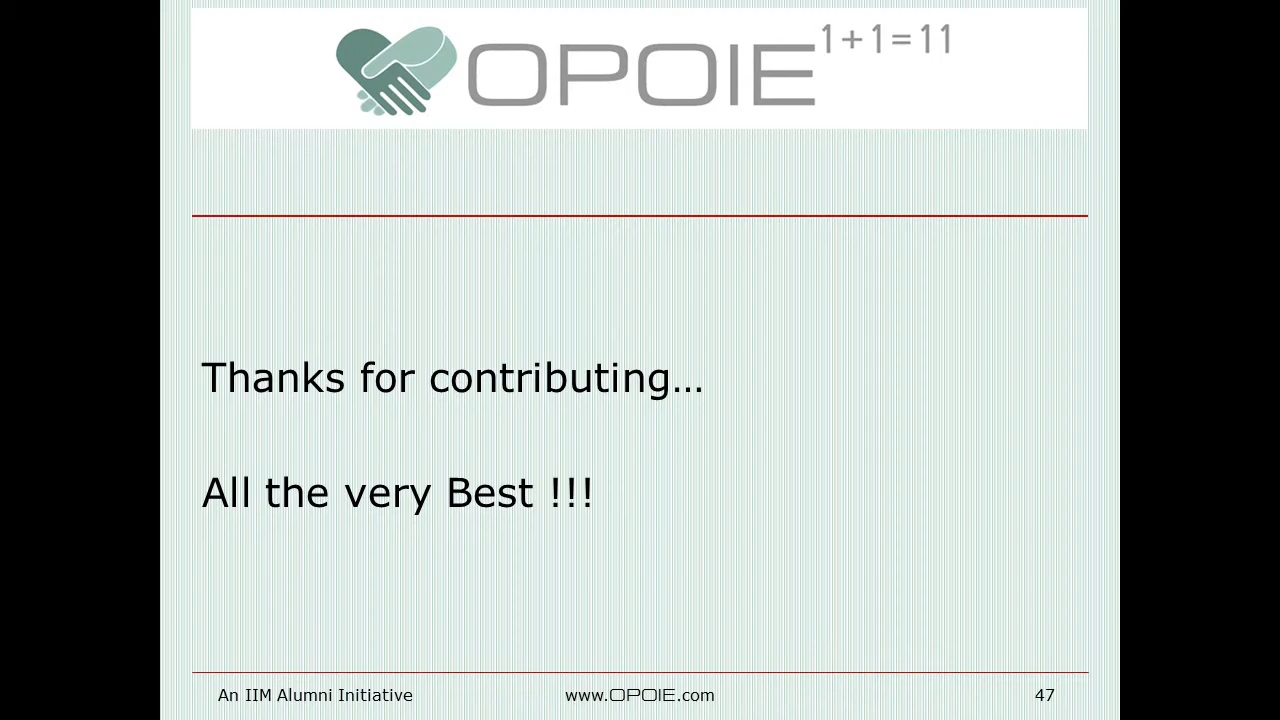 OPOIE 1+1=11
Thanks for contributing...
All the very Best !!!
An IIM Alumni Initiative
www.OPOIE.com
47